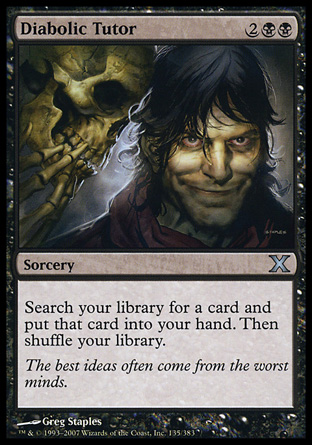 Diabolic Tutor 2
Sorcery X
Search your library for a card and
put that card into your hand. Then
shuffle your library.
The best ideas often come from the worst
minds.
Greg Staples
™ & © 1993–2007 Wizards of the Coast, Inc. 135/383